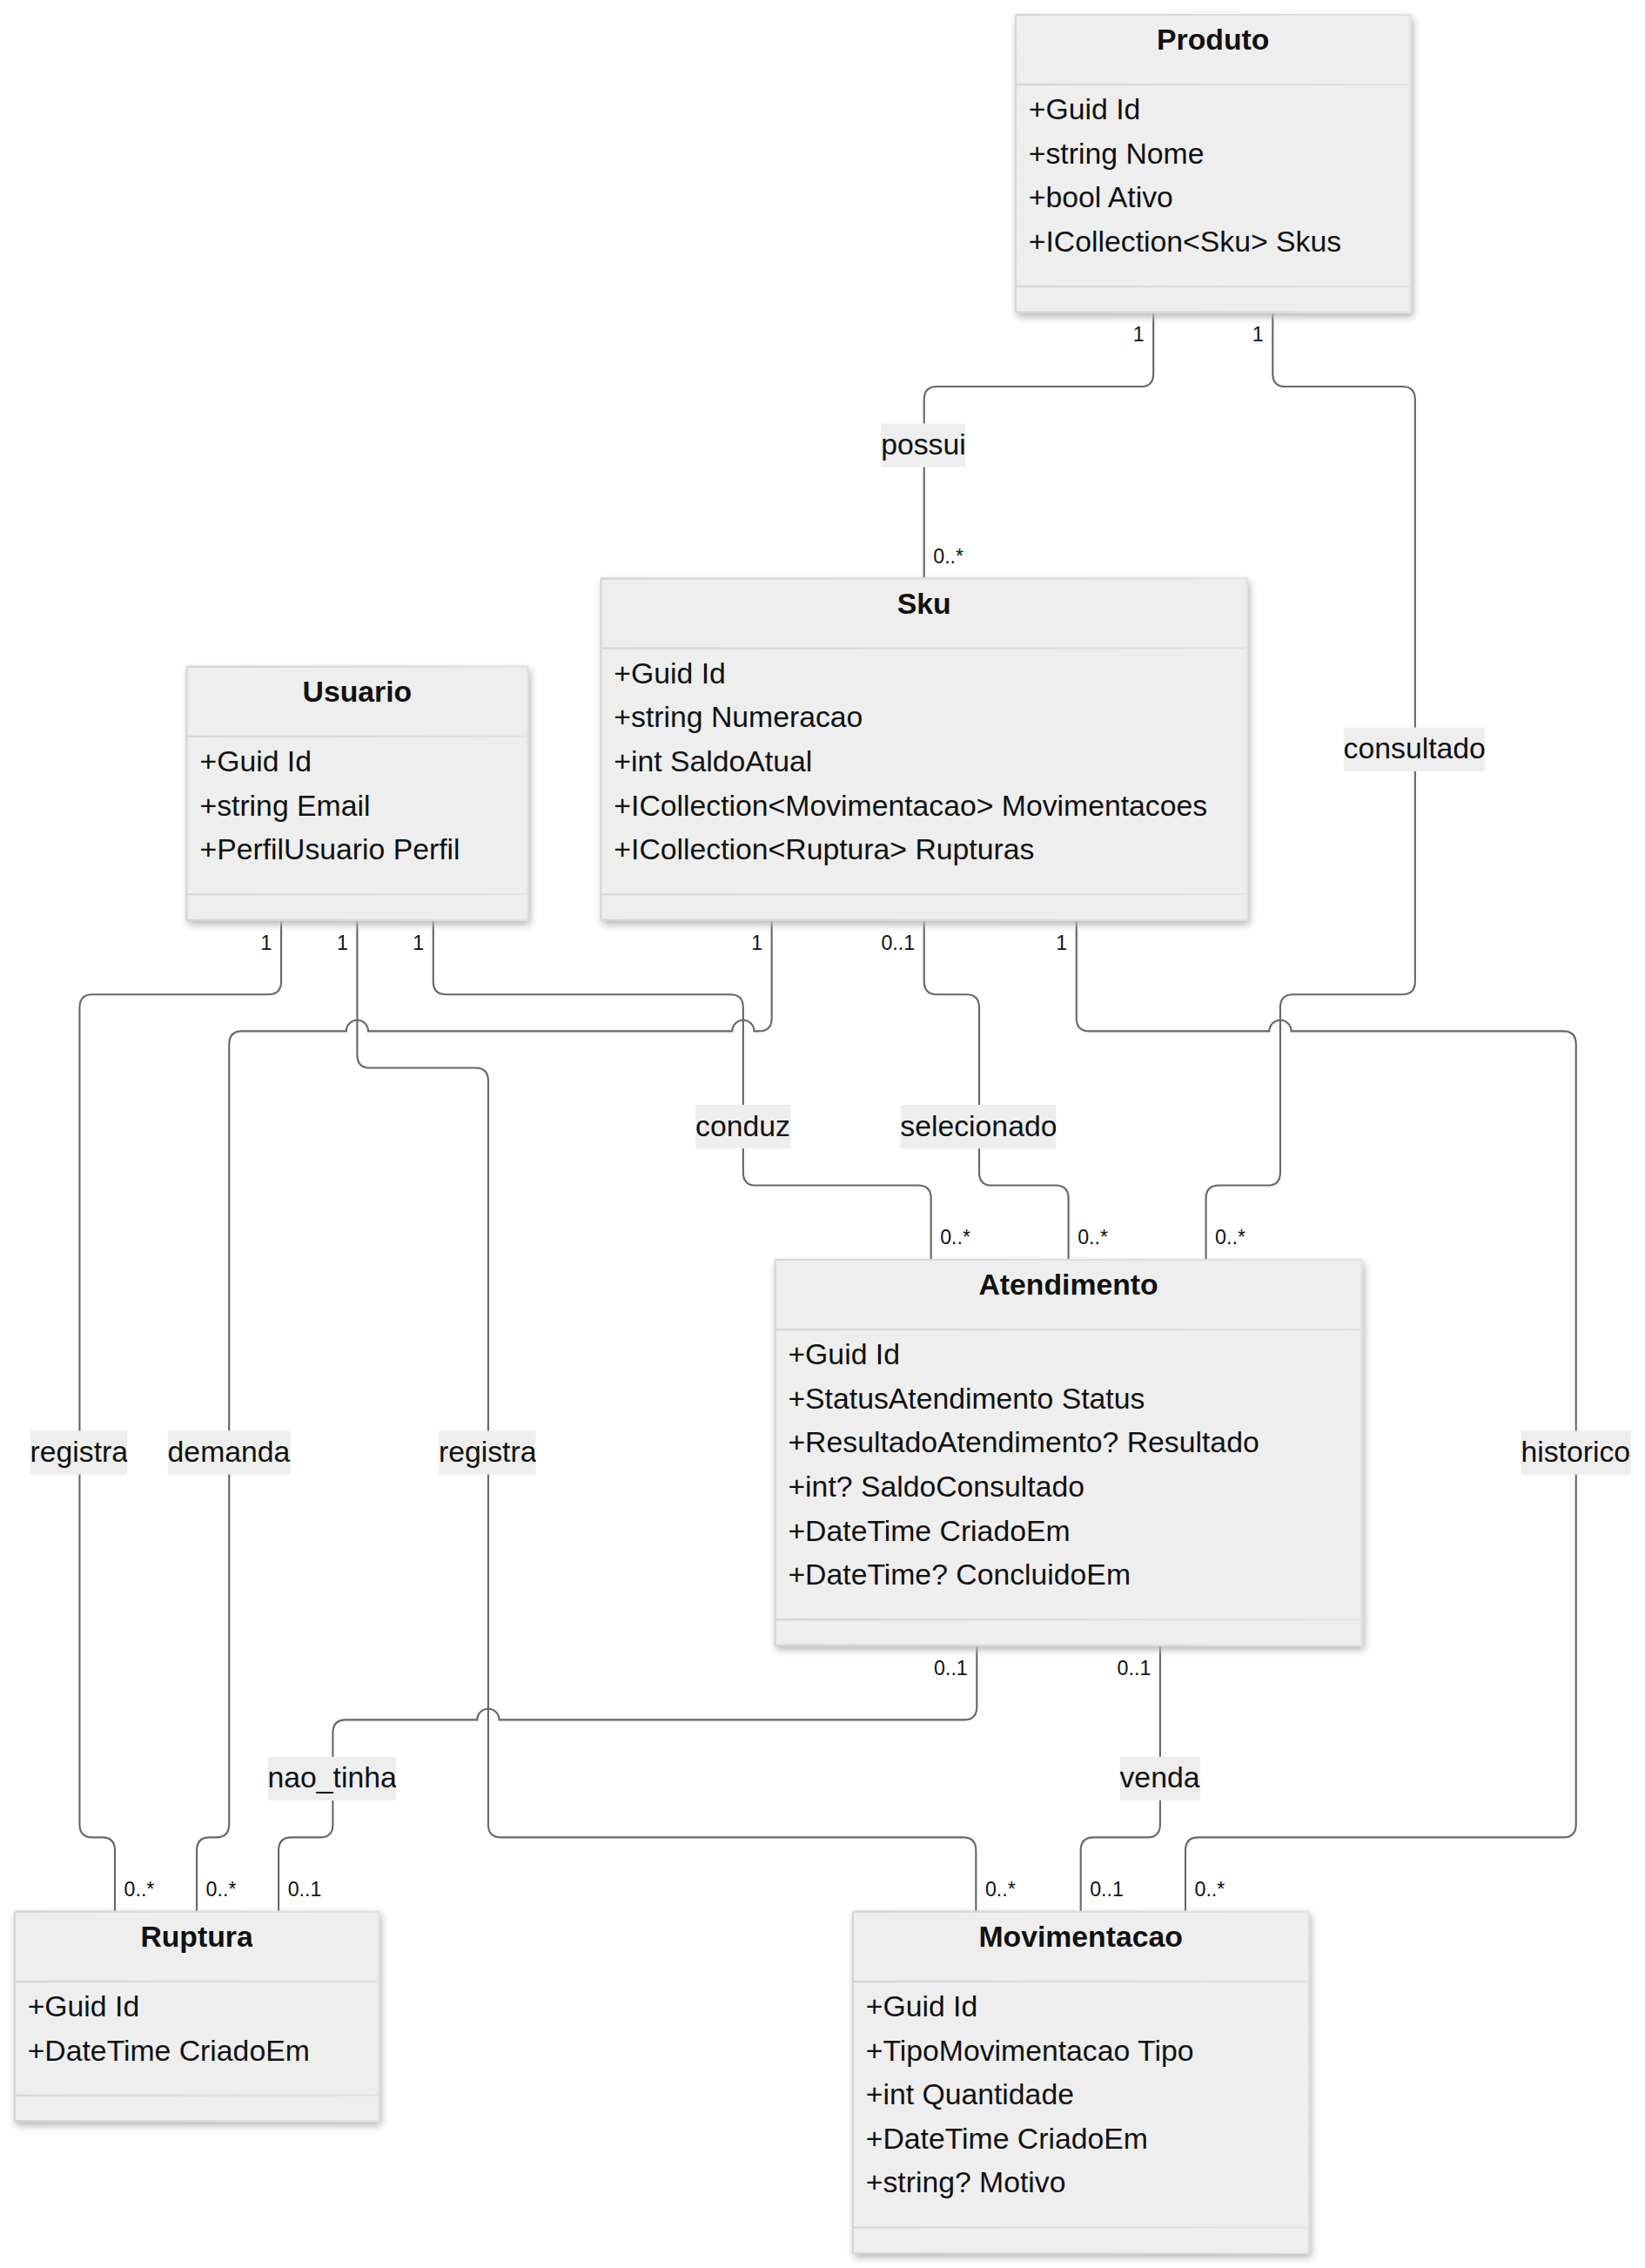 Produto
+Guid Id
+string Nome
+bool Ativo
+ICollection<Sku> Skus
1
1
possui
0..*
Sku
+Guid Id
+string Numeracao
+int SaldoAtual
+ICollection<Movimentacao> Movimentacoes
+ICollection<Ruptura> Rupturas
Usuario
+Guid Id
+string Email
+PerfilUsuario Perfil
consultado
1
1
1
1
0..1
1
conduz
selecionado
0..*
0..*
0..*
Atendimento
+Guid Id
+StatusAtendimento Status
+ResultadoAtendimento? Resultado
+int? SaldoConsultado
+DateTime CriadoEm
+DateTime? ConcluidoEm
registra
demanda
registra
historico
0..1
0..1
nao_tinha
venda
0..*
0..*
0..1
0..*
0..1
0..*
Ruptura
+Guid Id
+DateTime CriadoEm
Movimentacao
+Guid Id
+TipoMovimentacao Tipo
+int Quantidade
+DateTime CriadoEm
+string? Motivo